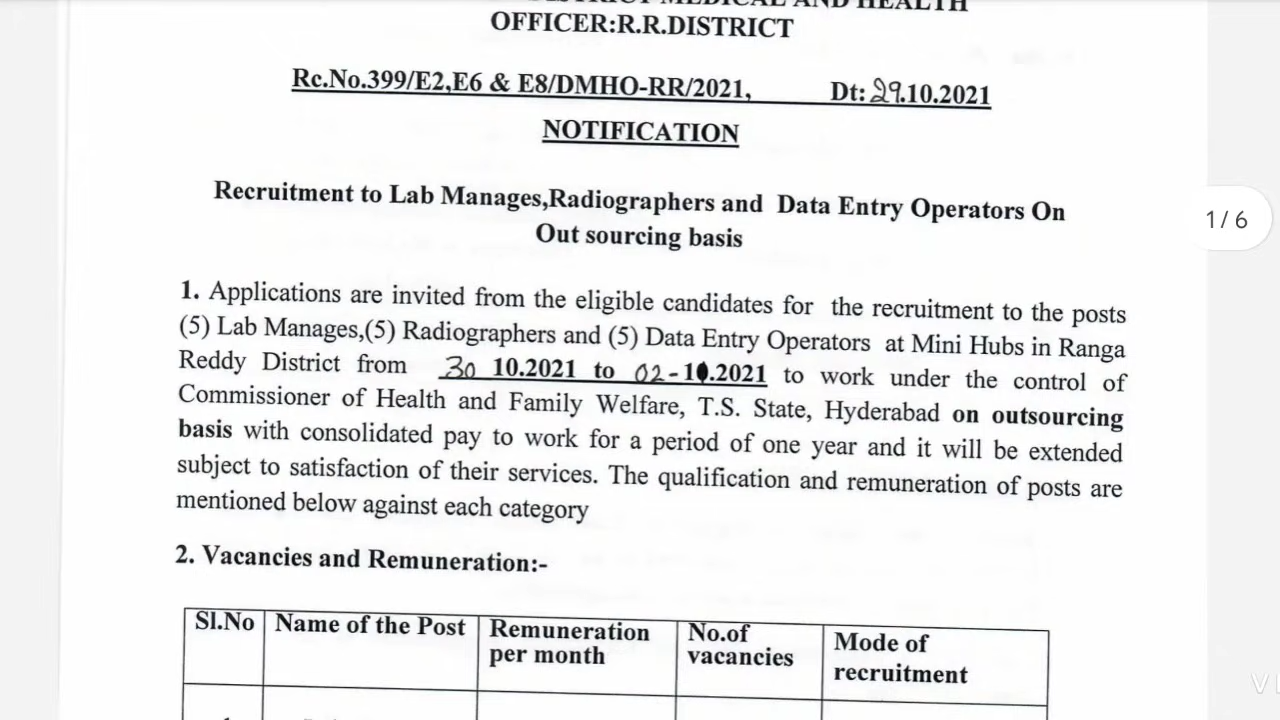 DISTRICT MEDICAL AND HEALTH
OFFICER:R.R.DISTRICT
Rc.No.399/E2,E6 & E8/DMHO-RR/2021, Dt: 29.10.2021
NOTIFICATION
Recruitment to Lab Manages,Radiographers and Data Entry Operators On
Out sourcing basis
1. Applications are invited from the eligible candidates for the recruitment to the posts
(5) Lab Manages,(5) Radiographers and (5) Data Entry Operators at Mini Hubs in Ranga
Reddy District from 30 10.2021 to 02-11.2021 to work under the control of
Commissioner of Health and Family Welfare, T.S. State, Hyderabad on outsourcing
basis with consolidated pay to work for a period of one year and it will be extended
subject to satisfaction of their services. The qualification and remuneration of posts are
mentioned below against each category
2. Vacancies and Remuneration:-
Sl.No Name of the Post Remuneration per month No.of vacancies Mode of recruitment
1/6